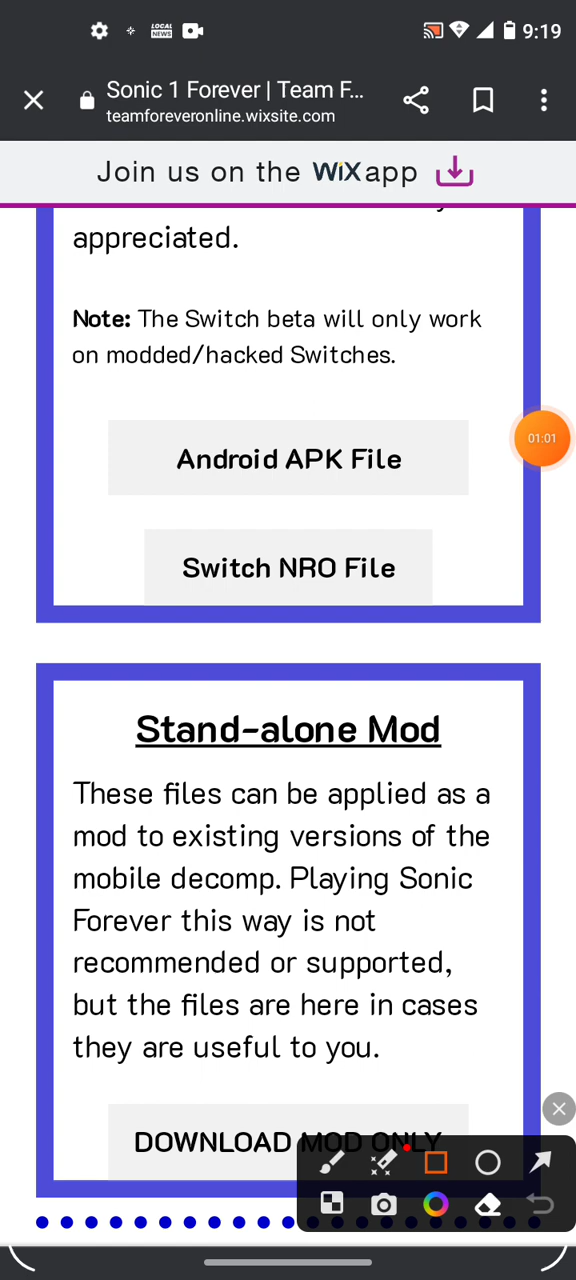 LOCAL NEWS
9:19
Sonic 1 Forever | Team F...
teamforeveronline.wixsite.com
Join us on the WiX app
appreciated.
Note: The Switch beta will only work
on modded/hacked Switches.
Android APK File
01:01
Switch NRO File
Stand-alone Mod
These files can be applied as a
mod to existing versions of the
mobile decomp. Playing Sonic
Forever this way is not
recommended or supported,
but the files are here in cases
they are useful to you.
DOWNLOAD MOD ONLY